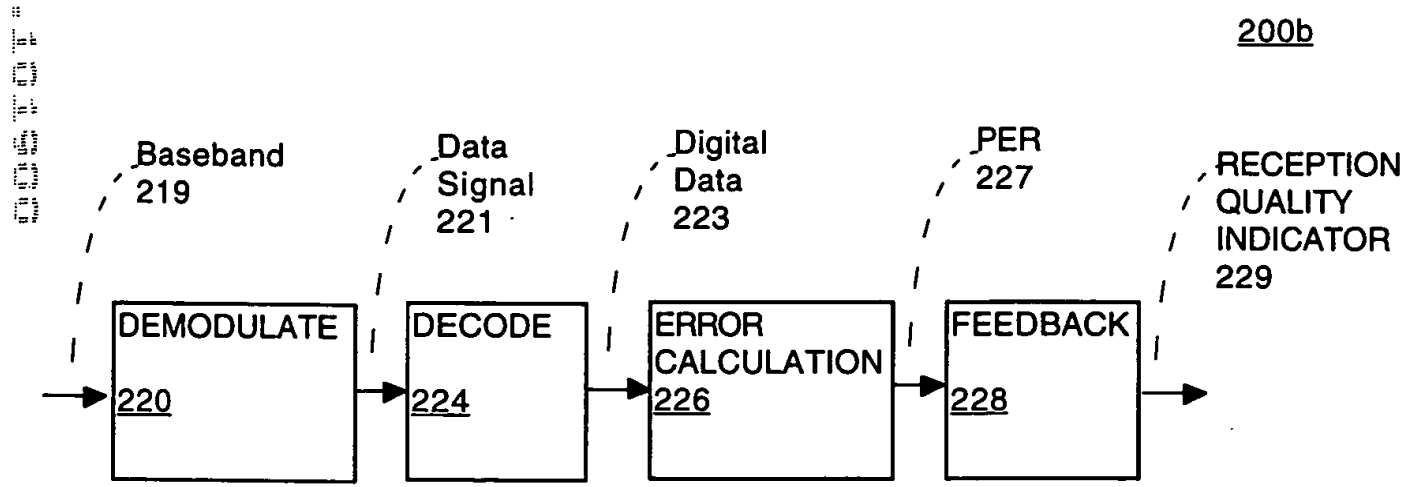 200b
Baseband
219
Data
Signal
221
Digital
Data
223
PER
227
RECEPTION
QUALITY
INDICATOR
229
DEMODULATE
220
DECODE
224
ERROR
CALCULATION
226
FEEDBACK
228